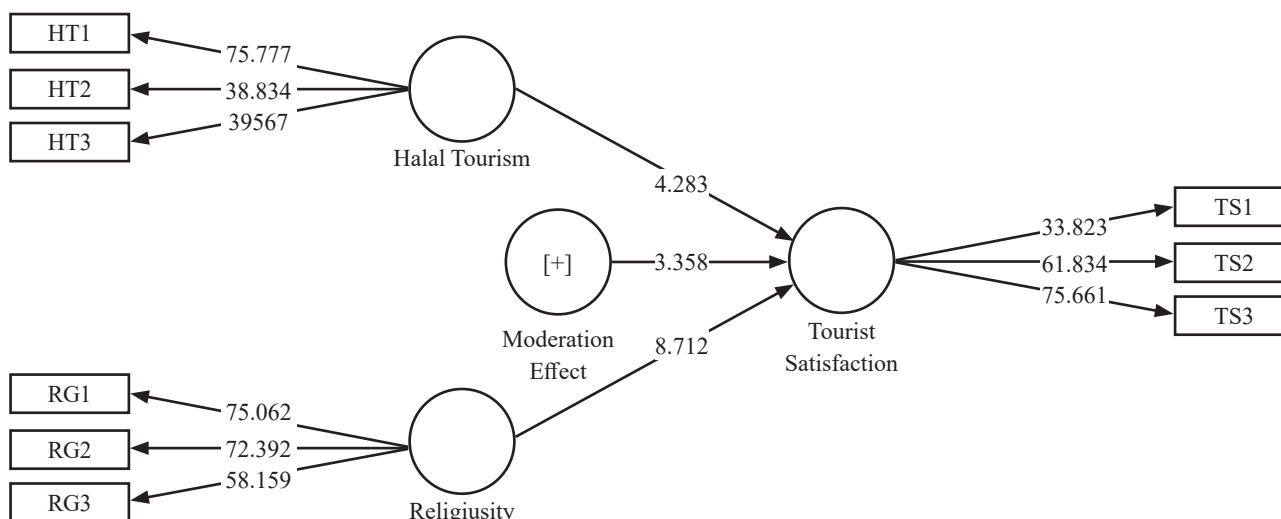 HT1
75.777
HT2
38.834
HT3
39567
Halal Tourism
4.283
[+]
3.358
Moderation
Effect
33.823
TS1
61.834
TS2
75.661
TS3
Tourist
Satisfaction
8.712
RG1
75.062
RG2
72.392
RG3
58.159
Religiusity